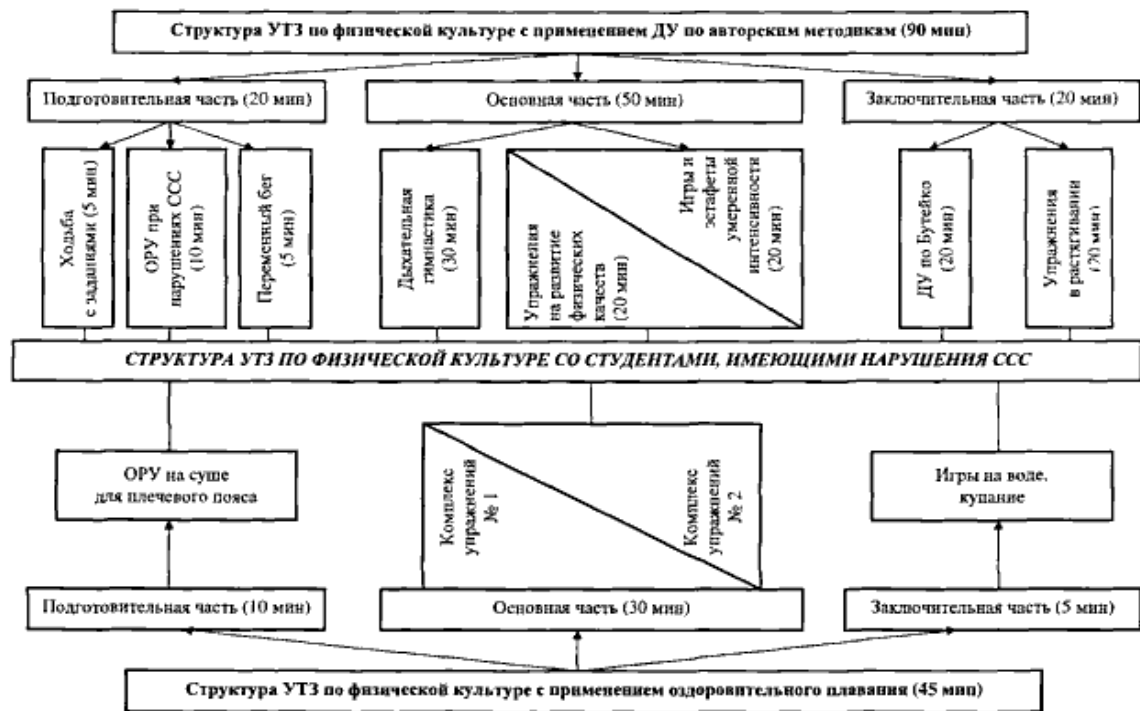 Структура УТЗ по физической культуре с применением ДУ по авторским методикам (90 мин)
Подготовительная часть (20 мин)
Основная часть (50 мин)
Заключительная часть (20 мин)
Ходьба
с заданиями (5 мин)
ОРУ при
нарушениях ССС
(10 мин)
Переменный бег
(5 мин)
Дыхательная
гимнастика
(30 мин)
Упражнения
на развитие
физических
качеств
(20 мин)
Игры и
эстафеты
умеренной
интенсивности
(20 мин)
ДУ по Бутейко
(20 мин)
Упражнения
в растягивании
(20 мин)
СТРУКТУРА УТЗ ПО ФИЗИЧЕСКОЙ КУЛЬТУРЕ СО СТУДЕНТАМИ, ИМЕЮЩИМИ НАРУШЕНИЯ ССС
ОРУ на суше
для плечевого пояса
Комплекс
упражнений
№ 1
Комплекс
упражнений
№ 2
Игры на воде,
купание
Подготовительная часть (10 мин)
Основная часть (30 мин)
Заключительная часть (5 мин)
Структура УТЗ по физической культуре с применением оздоровительного плавания (45 мин)